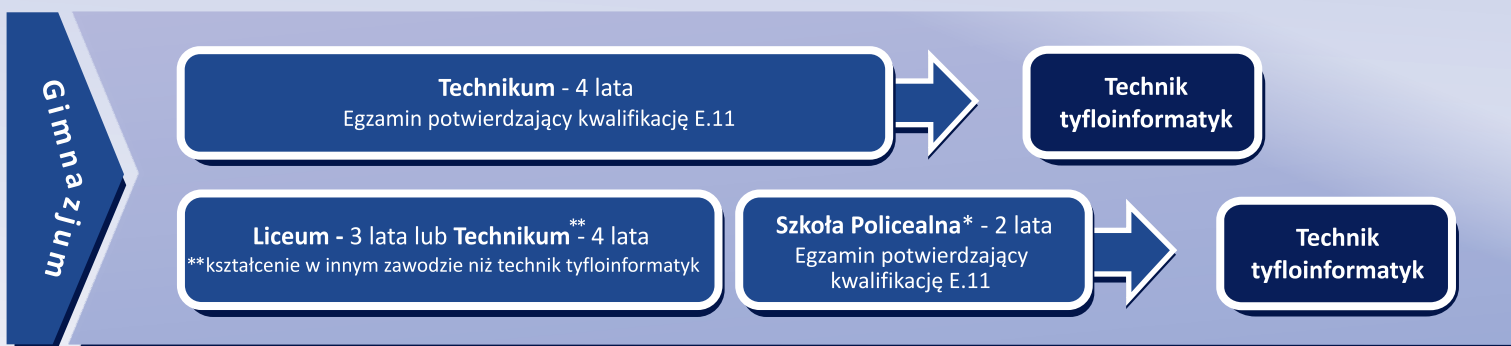 Gimnazjum
Technikum - 4 lata
Egzamin potwierdzający kwalifikację E.11
Technik
tyfloinformatyk
Liceum - 3 lata lub Technikum** - 4 lata
**kształcenie w innym zawodzie niż technik tyfloinformatyk
Szkoła Policealna* - 2 lata
Egzamin potwierdzający
kwalifikację E.11
Technik
tyfloinformatyk